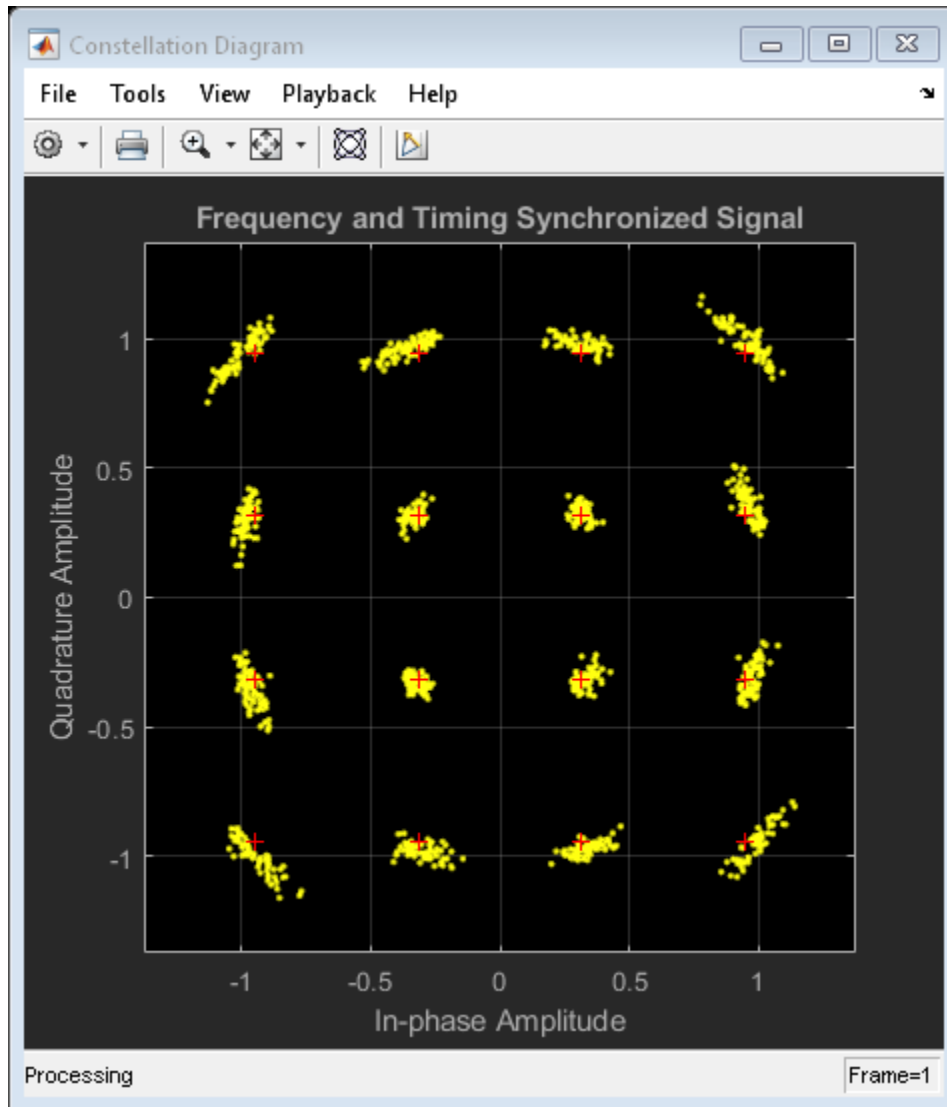 Constellation Diagram
File Tools View Playback Help
Frequency and Timing Synchronized Signal
Quadrature Amplitude
1
0.5
0
-0.5
-1
-1 -0.5 0 0.5 1
In-phase Amplitude
Processing Frame=1